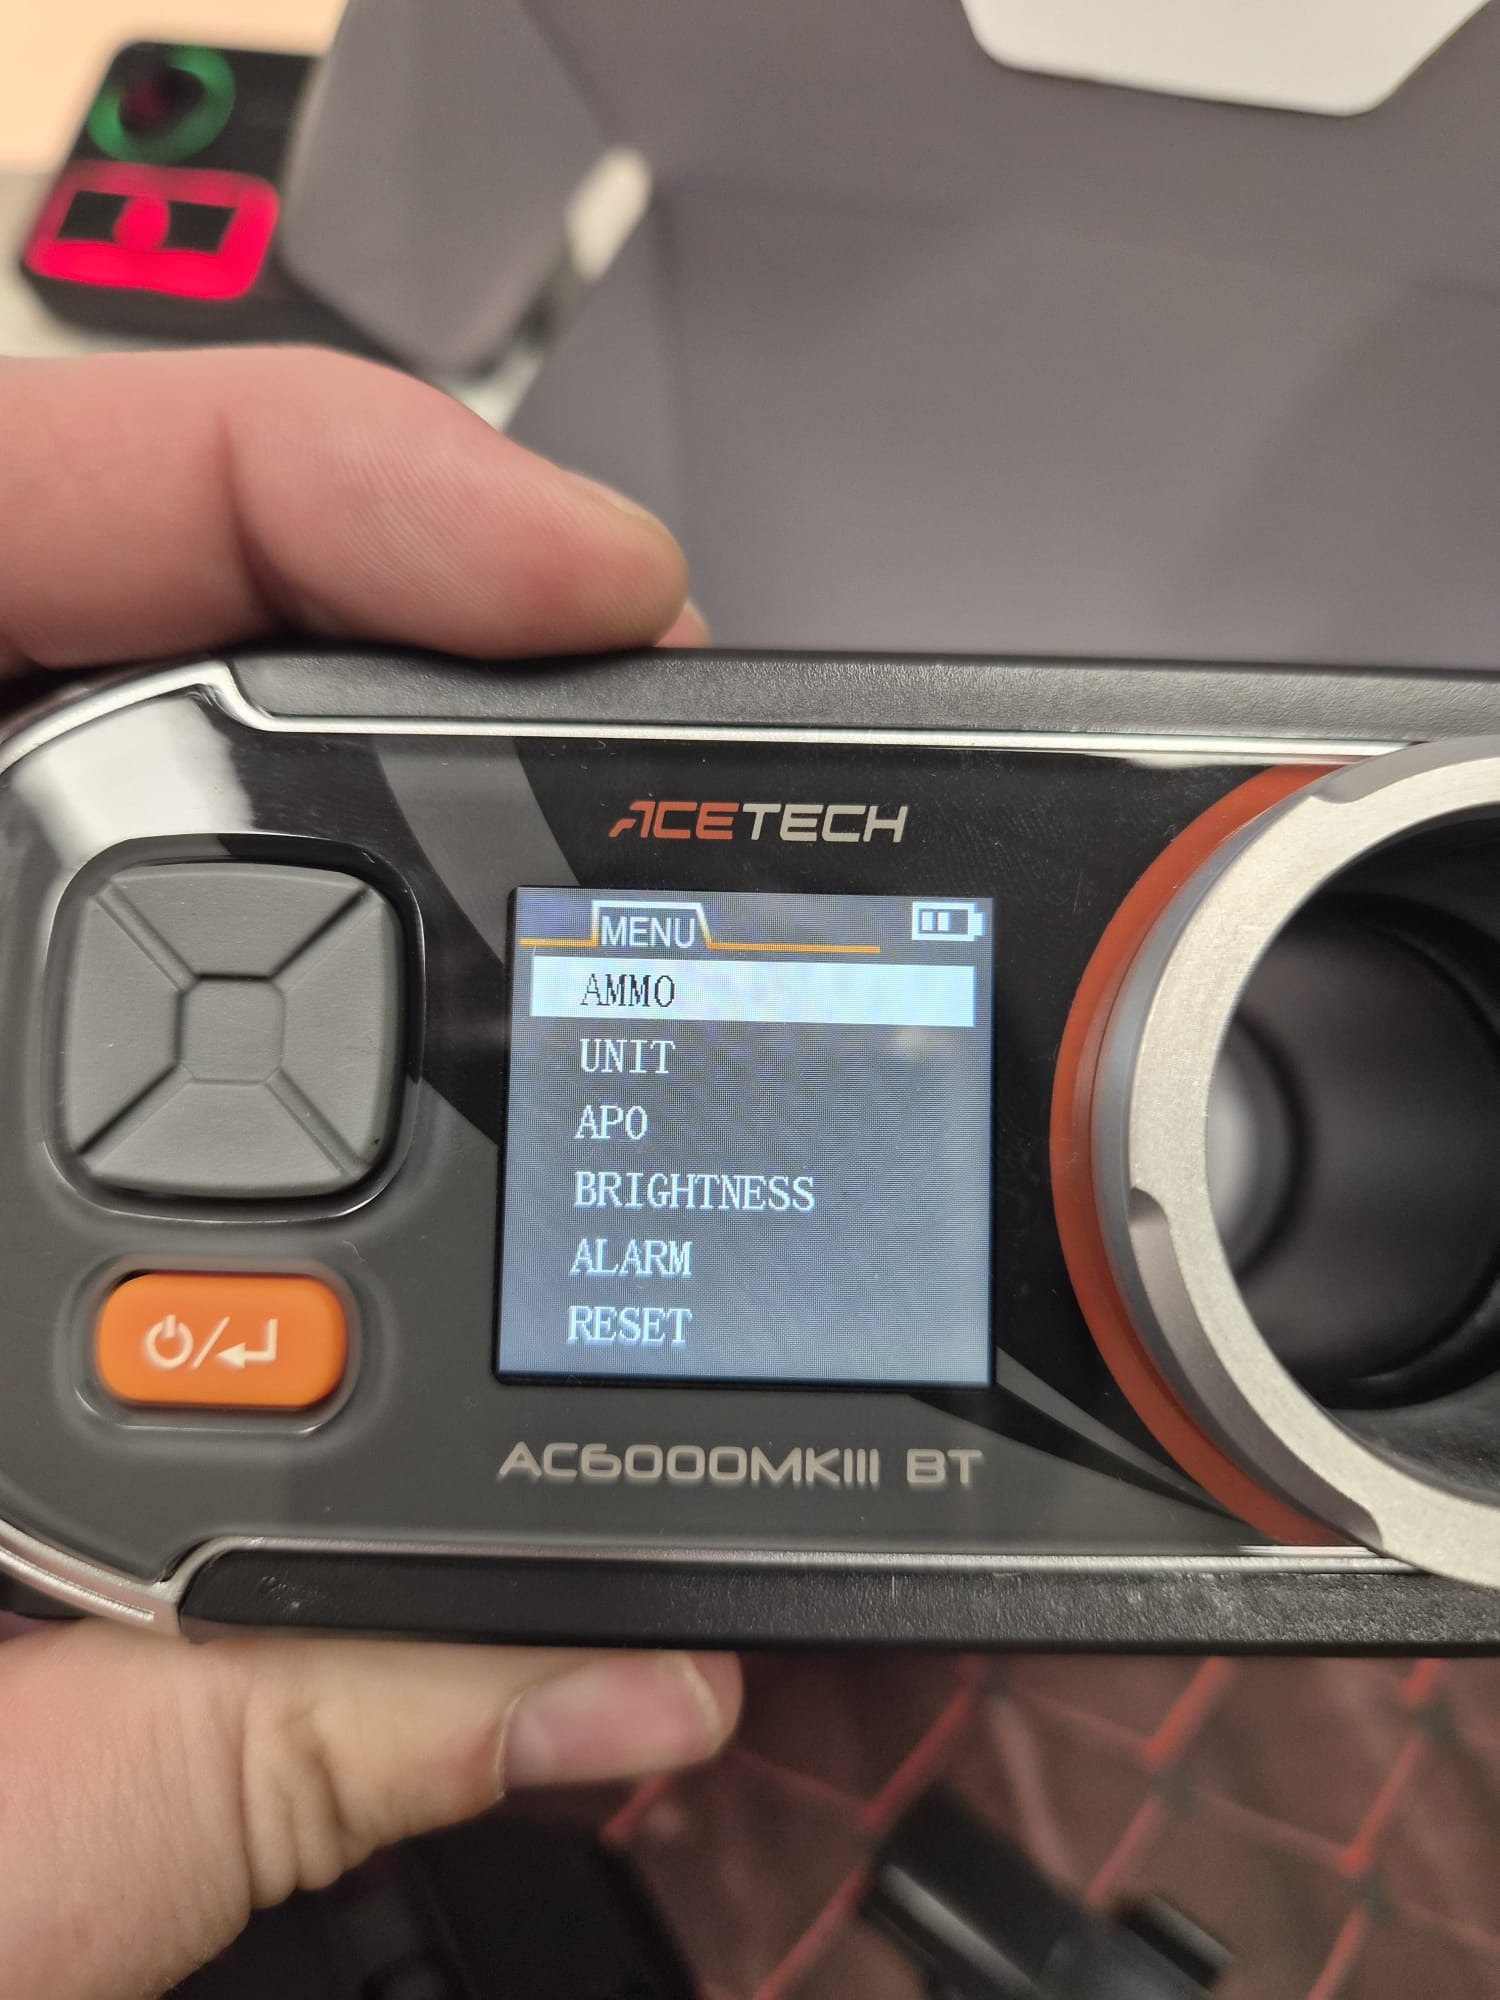 ACETECH
MENU
AMMO
UNIT
APO
BRIGHTNESS
ALARM
RESET
AC6000MKIII BT